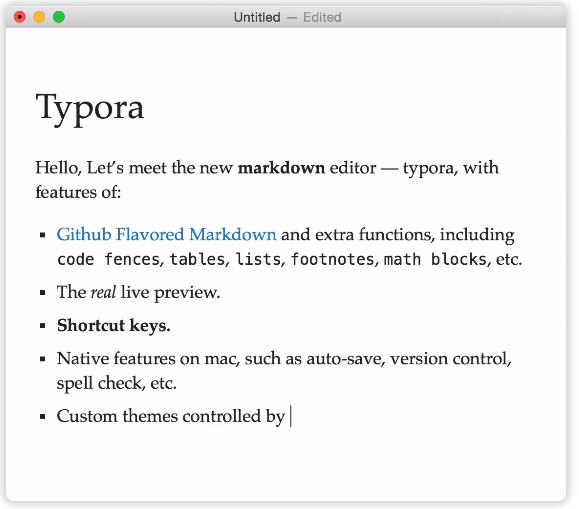 Untitled — Edited
Typora
Hello, Let's meet the new markdown editor — typora, with
features of:
▪ Github Flavored Markdown and extra functions, including
code fences, tables, lists, footnotes, math blocks, etc.
▪ The real live preview.
▪ Shortcut keys.
▪ Native features on mac, such as auto-save, version control,
spell check, etc.
▪ Custom themes controlled by